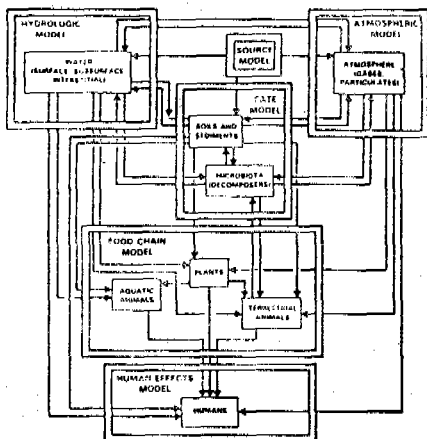 HYDROLOGIC
MODEL
WATER
(SURFACE, SUBSURFACE
INTERSTITIAL)
SOURCE
MODEL
ATMOSPHERIC
MODEL
ATMOSPHERE
(GASES,
PARTICULATES)
FATE
MODEL
SOILS AND
SEDIMENTS
MICROBIOTA
(DECOMPOSERS)
FOOD CHAIN
MODEL
PLANTS
AQUATIC
ANIMALS
TERRESTRIAL
ANIMALS
HUMAN EFFECTS
MODEL
HUMANS